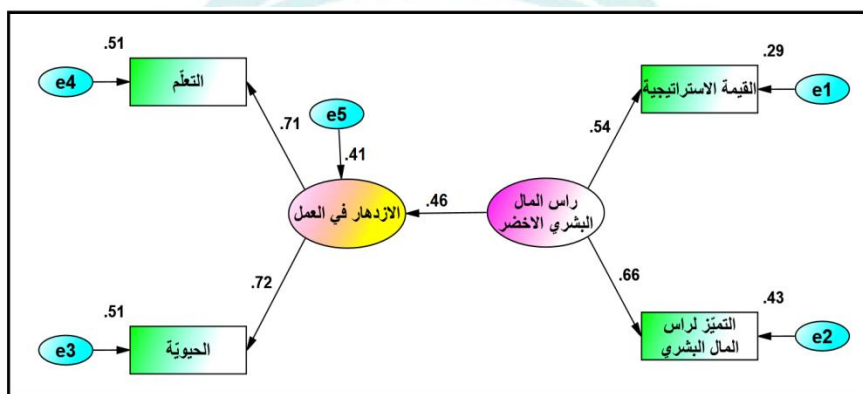 .51
التعلّم
e4
.71
e5
.41
الازدهار في العمل
.72
.51
الحيويّة
e3
.46
راس المال
البشري الاخضر
.29
القيمة الاستراتيجية
e1
.54
.66
.43
التميّز لراس
المال البشري
e2